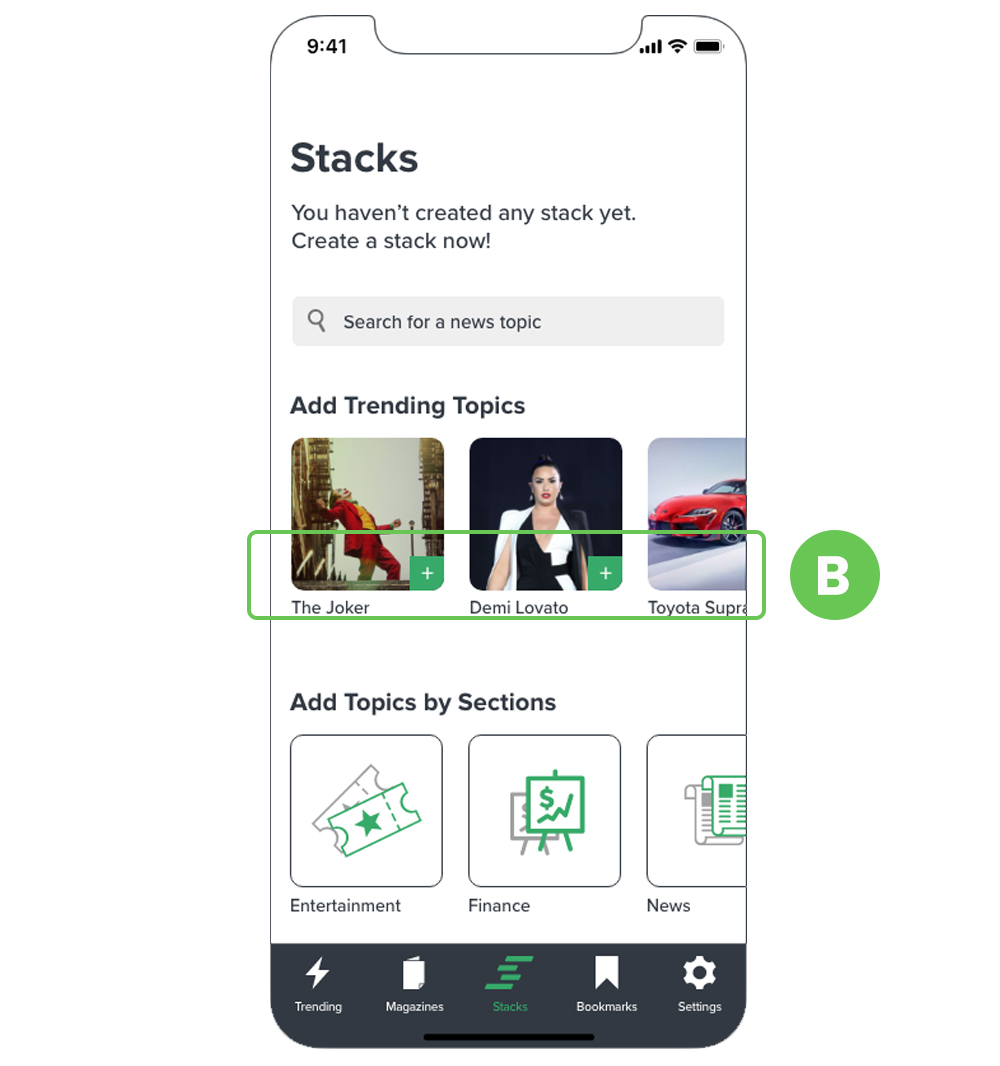 9:41
Stacks
You haven’t created any stack yet.
Create a stack now!
Search for a news topic
Add Trending Topics
The Joker
Demi Lovato
Toyota Supra
B
Add Topics by Sections
Entertainment
Finance
News
Trending
Magazines
Stacks
Bookmarks
Settings